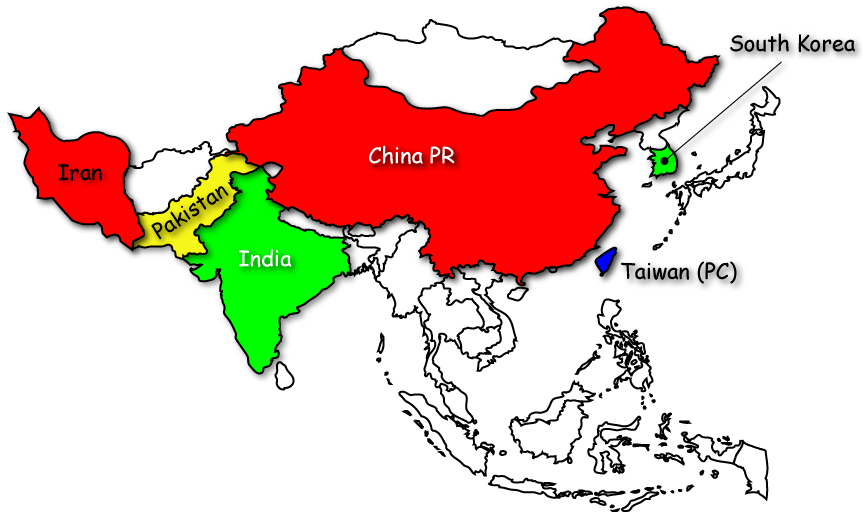 South Korea
China PR
Iran
Pakistan
India
Taiwan (PC)